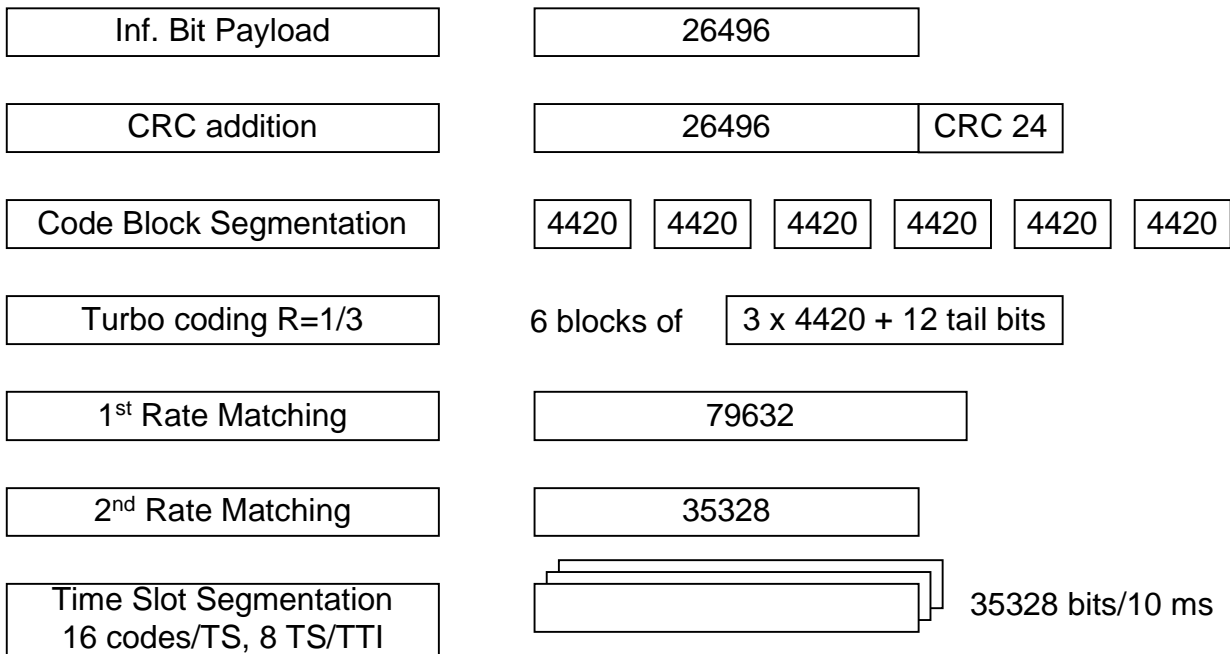 Inf. Bit Payload 26496
CRC addition 26496 CRC 24
Code Block Segmentation 4420 4420 4420 4420 4420 4420
Turbo coding R=1/3 6 blocks of 3 x 4420 + 12 tail bits
1st Rate Matching 79632
2nd Rate Matching 35328
Time Slot Segmentation
16 codes/TS, 8 TS/TTI
35328 bits/10 ms